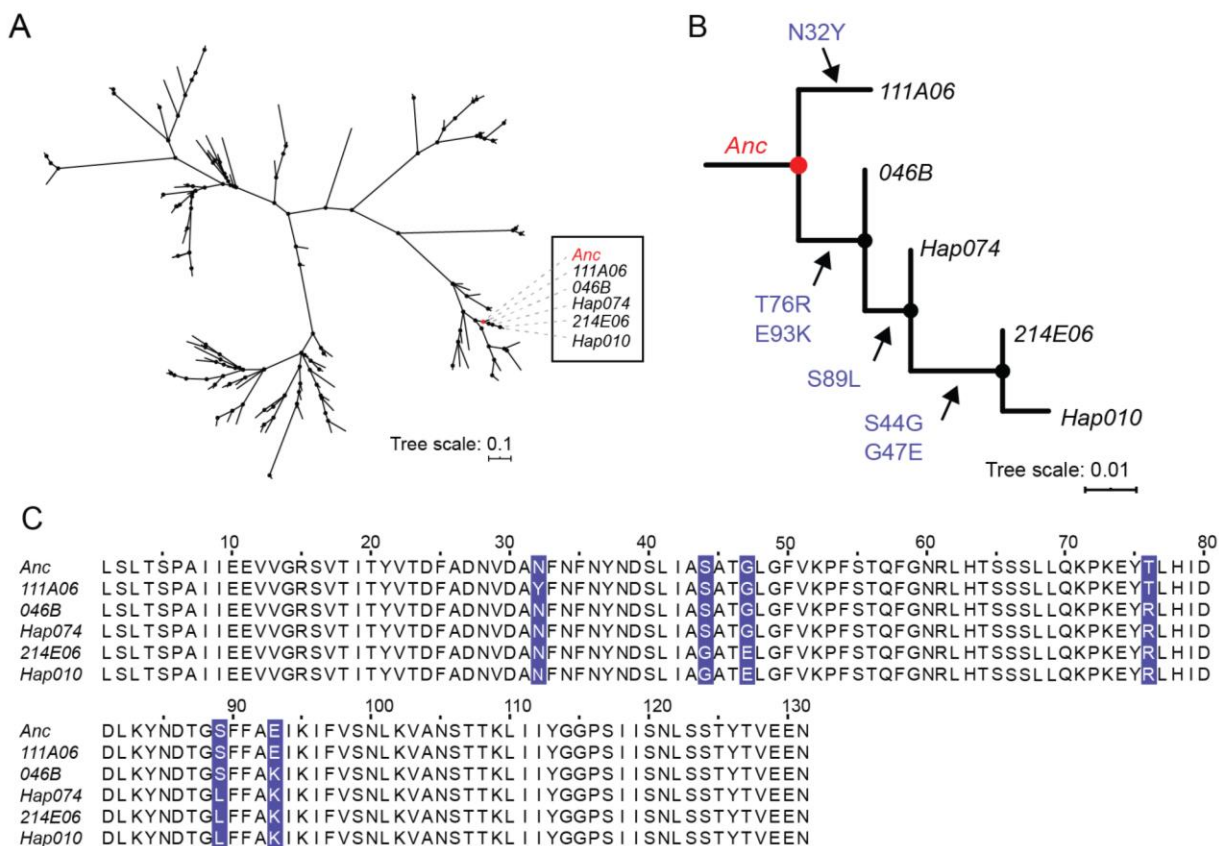 A
Anc
111A06
046B
Hap074
214E06
Hap010
Tree scale: 0.1
B
N32Y
111A06
Anc
046B
Hap074
T76R
E93K
214E06
S89L
S44G
G47E
Hap010
Tree scale: 0.01
C
10 20 30 40 50 60 70 80
Anc LSLTSPAIIEEVVGRSVTITYVTDFADNVDANFNFNYNDSLIASATGLGFVKPFSTQFGNRLHTSSSLLQKPKEYTLHID
111A06 LSLTSPAIIEEVVGRSVTITYVTDFADNVDAYFNFNYNDSLIASATGLGFVKPFSTQFGNRLHTSSSLLQKPKEYTLHID
046B LSLTSPAIIEEVVGRSVTITYVTDFADNVDANFNFNYNDSLIASATGLGFVKPFSTQFGNRLHTSSSLLQKPKEYRLHID
Hap074 LSLTSPAIIEEVVGRSVTITYVTDFADNVDANFNFNYNDSLIASATGLGFVKPFSTQFGNRLHTSSSLLQKPKEYRLHID
214E06 LSLTSPAIIEEVVGRSVTITYVTDFADNVDANFNFNYNDSLIAGATELGFVKPFSTQFGNRLHTSSSLLQKPKEYRLHID
Hap010 LSLTSPAIIEEVVGRSVTITYVTDFADNVDANFNFNYNDSLIAGATELGFVKPFSTQFGNRLHTSSSLLQKPKEYRLHID
90 100 110 120 130
Anc DLKYNDTGSFFAEIKIFVSNLKVANSTTKLIIYGGPSIISNLSSTYTVEEN
111A06 DLKYNDTGSFFAEIKIFVSNLKVANSTTKLIIYGGPSIISNLSSTYTVEEN
046B DLKYNDTGSFFAKIKIFVSNLKVANSTTKLIIYGGPSIISNLSSTYTVEEN
Hap074 DLKYNDTGLFFAKIKIFVSNLKVANSTTKLIIYGGPSIISNLSSTYTVEEN
214E06 DLKYNDTGLFFAKIKIFVSNLKVANSTTKLIIYGGPSIISNLSSTYTVEEN
Hap010 DLKYNDTGLFFAKIKIFVSNLKVANSTTKLIIYGGPSIISNLSSTYTVEEN